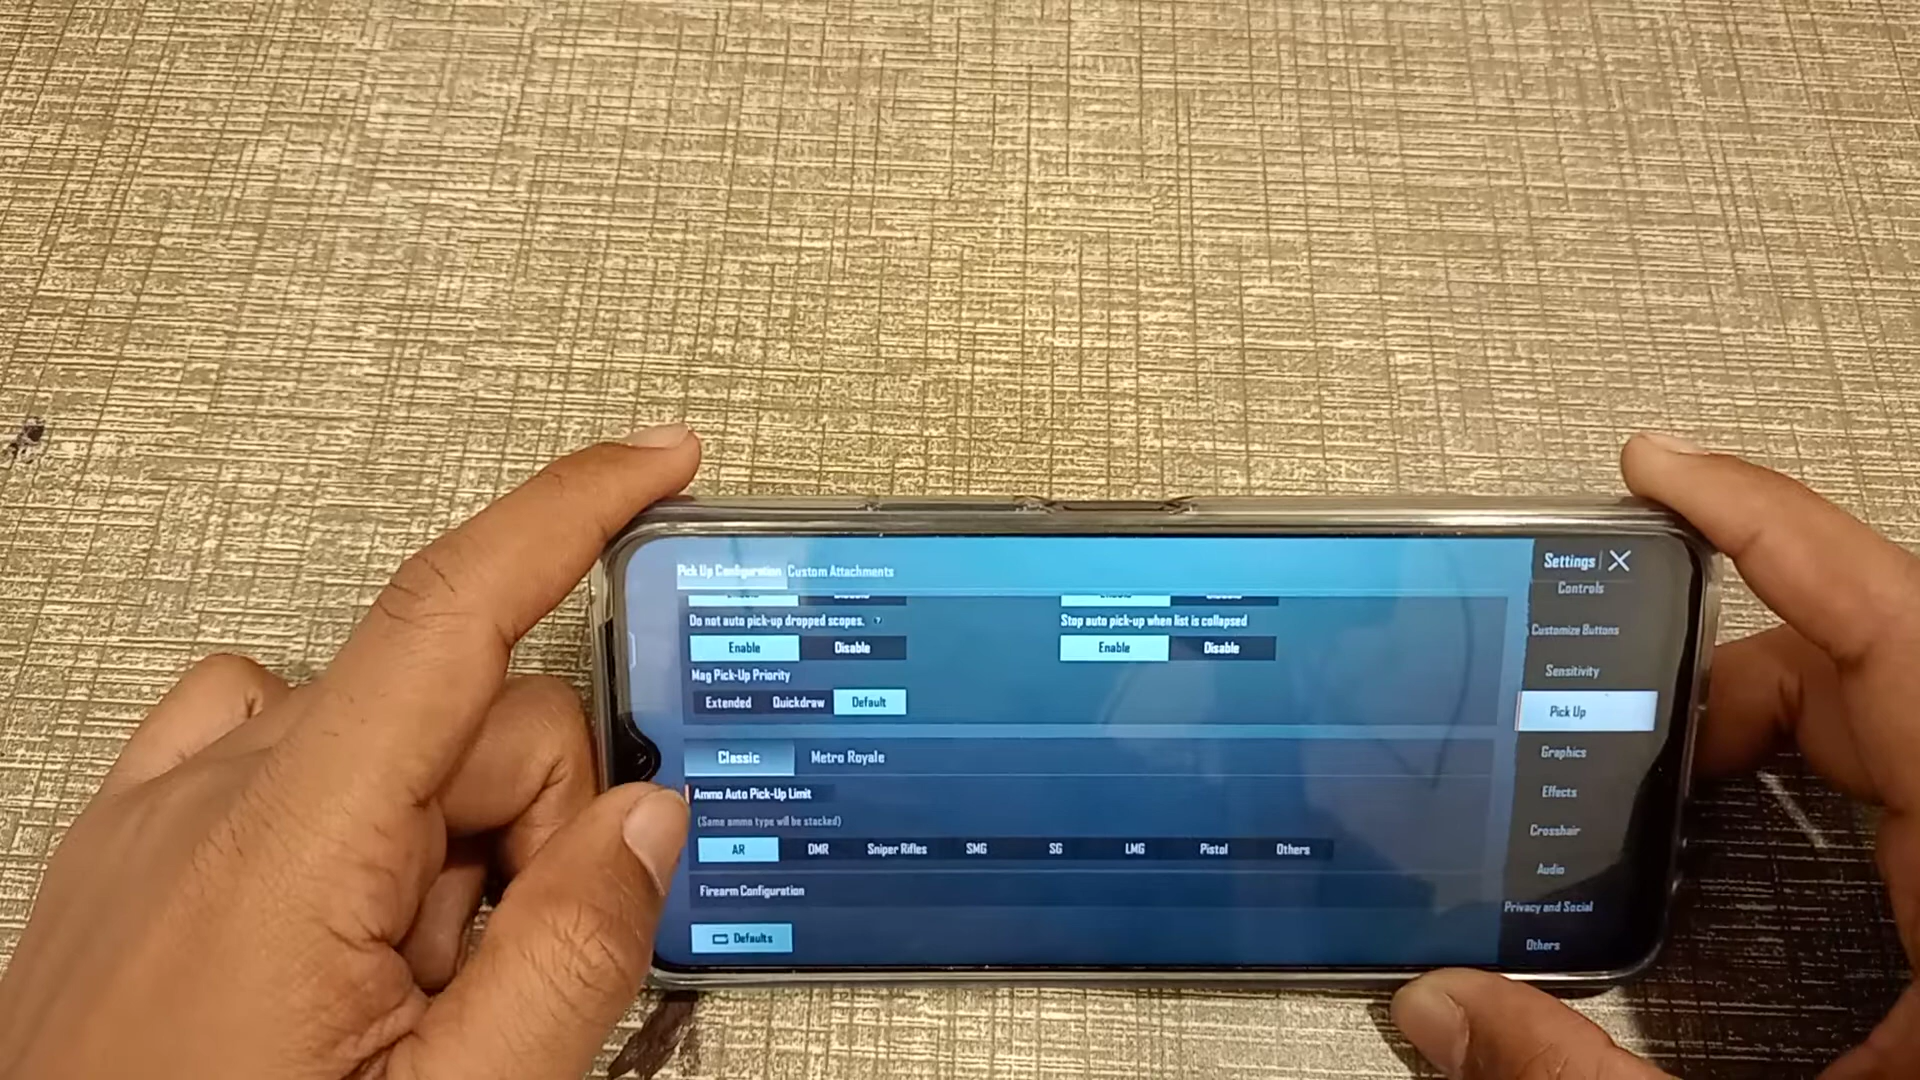 Pick Up Configuration Custom Attachments
Settings
Controls
Customize Buttons
Sensitivity
Pick Up
Graphics
Effects
Crosshair
Audio
Privacy and Social
Others
Do not auto pick-up dropped scopes. ?
Enable Disable
Stop auto pick-up when list is collapsed
Enable Disable
Mag Pick-Up Priority
Extended Quickdraw Default
Classic Metro Royale
Ammo Auto Pick-Up Limit
(Same ammo type will be stacked)
AR DMR Sniper Rifles SMG SG LMG Pistol Others
Firearm Configuration
Defaults